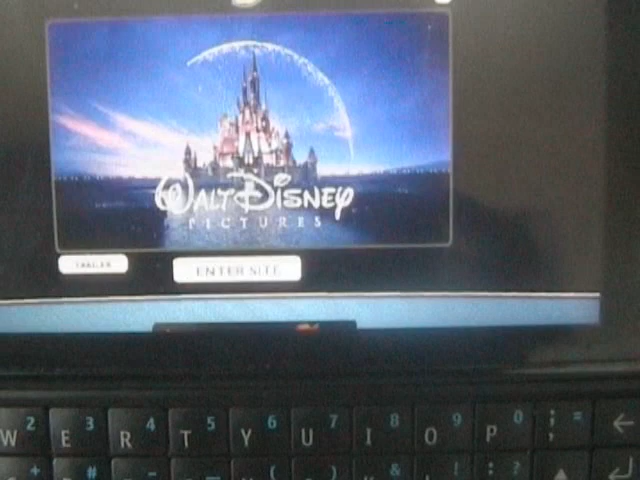 WALT DISNEY
PICTURES
TRAILER
ENTER SITE
2 3 4 5 6 7 8 9 0 ; =
W E R T Y U I O P : ←
+ # - _ ( ) & ! : ?